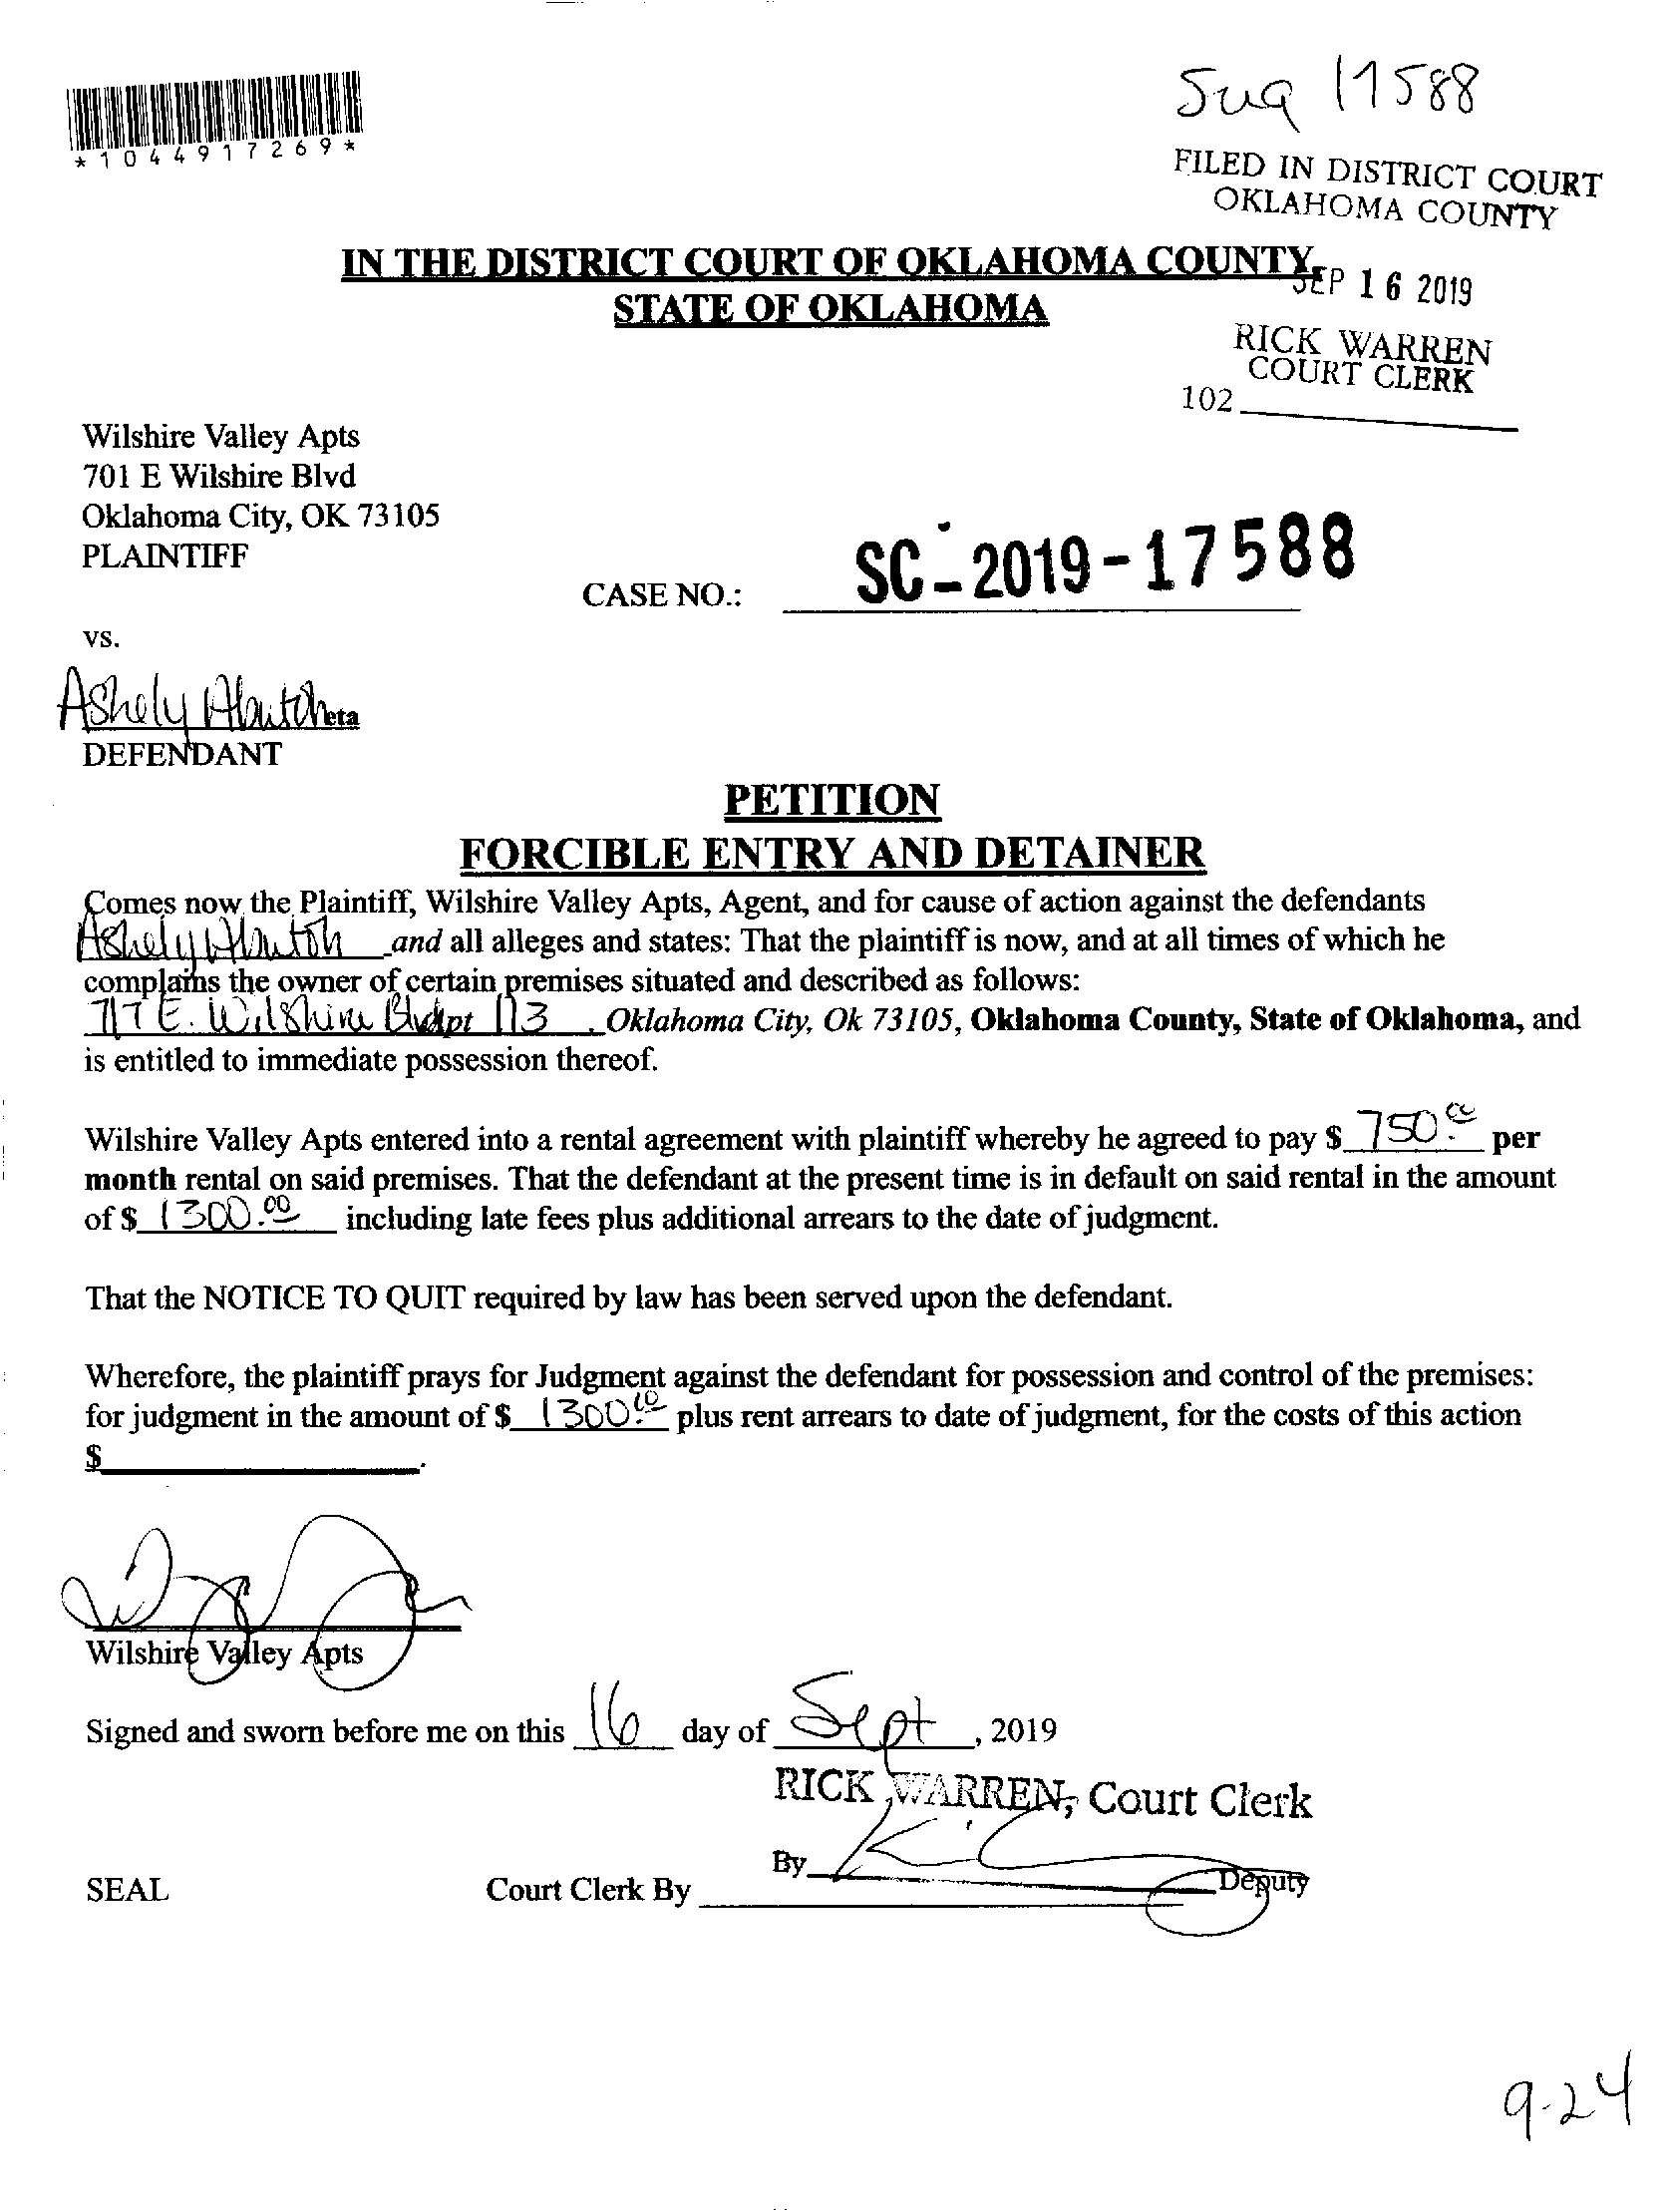 Suq 17588
*1044917269*
FILED IN DISTRICT COURT
OKLAHOMA COUNTY
IN THE DISTRICT COURT OF OKLAHOMA COUNTY
SEP 16 2019
STATE OF OKLAHOMA
RICK WARREN
COURT CLERK
102
Wilshire Valley Apts
701 E Wilshire Blvd
Oklahoma City, OK 73105
PLAINTIFF
CASE NO.: SC-2019-17588
vs.
Ashely eta
DEFENDANT
PETITION
FORCIBLE ENTRY AND DETAINER
Comes now the Plaintiff, Wilshire Valley Apts, Agent, and for cause of action against the defendants
Ashely and all alleges and states: That the plaintiff is now, and at all times of which he
complains the owner of certain premises situated and described as follows:
717 E. Wilshire Blvd Apt 113, Oklahoma City, Ok 73105, Oklahoma County, State of Oklahoma, and
is entitled to immediate possession thereof.
Wilshire Valley Apts entered into a rental agreement with plaintiff whereby he agreed to pay $ 750.00 per
month rental on said premises. That the defendant at the present time is in default on said rental in the amount
of $ 1300.00 including late fees plus additional arrears to the date of judgment.
That the NOTICE TO QUIT required by law has been served upon the defendant.
Wherefore, the plaintiff prays for Judgment against the defendant for possession and control of the premises:
for judgment in the amount of $ 1300.00 plus rent arrears to date of judgment, for the costs of this action
$ .
Wilshire Valley Apts
Signed and sworn before me on this 16 day of Sept, 2019
RICK WARREN, Court Clerk
By Deputy
SEAL Court Clerk By
9-24